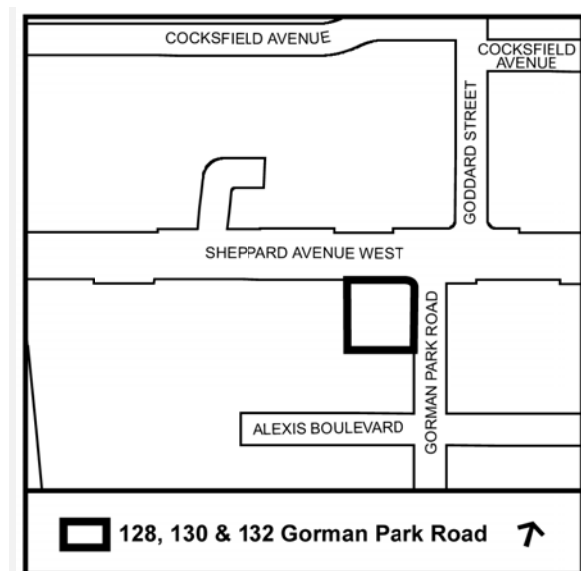 COCKSFIELD AVENUE
COCKSFIELD
AVENUE
GODDARD STREET
SHEPPARD AVENUE WEST
GORMAN PARK ROAD
ALEXIS BOULEVARD
128, 130 & 132 Gorman Park Road